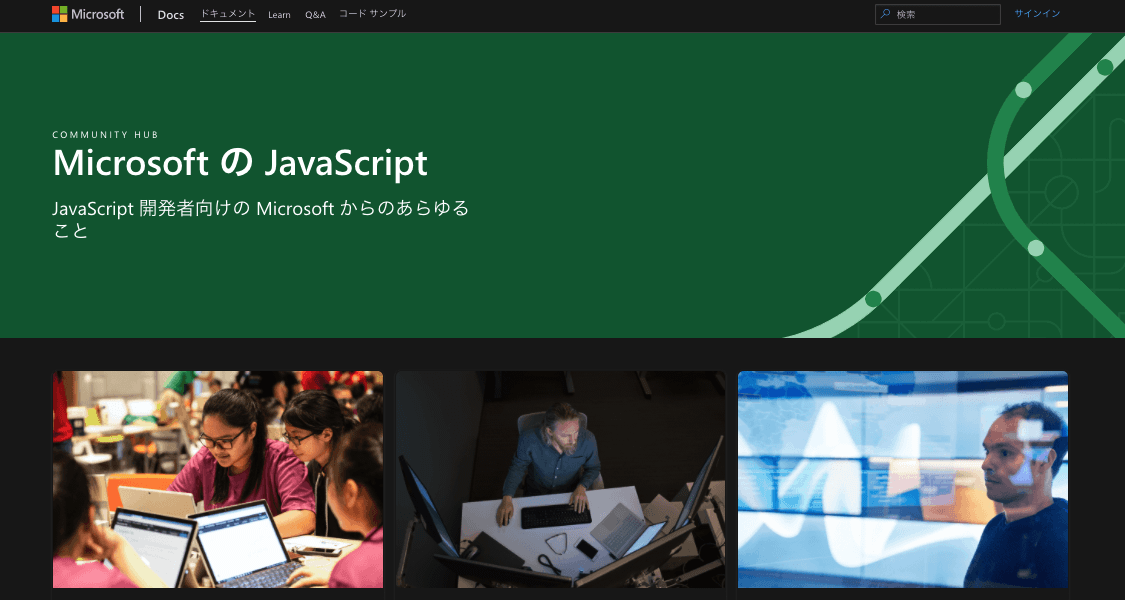 Microsoft
Docs
ドキュメント
Learn
Q&A
コード サンプル
検索
サインイン
COMMUNITY HUB
Microsoft の JavaScript
JavaScript 開発者向けの Microsoft からのあらゆる
こと